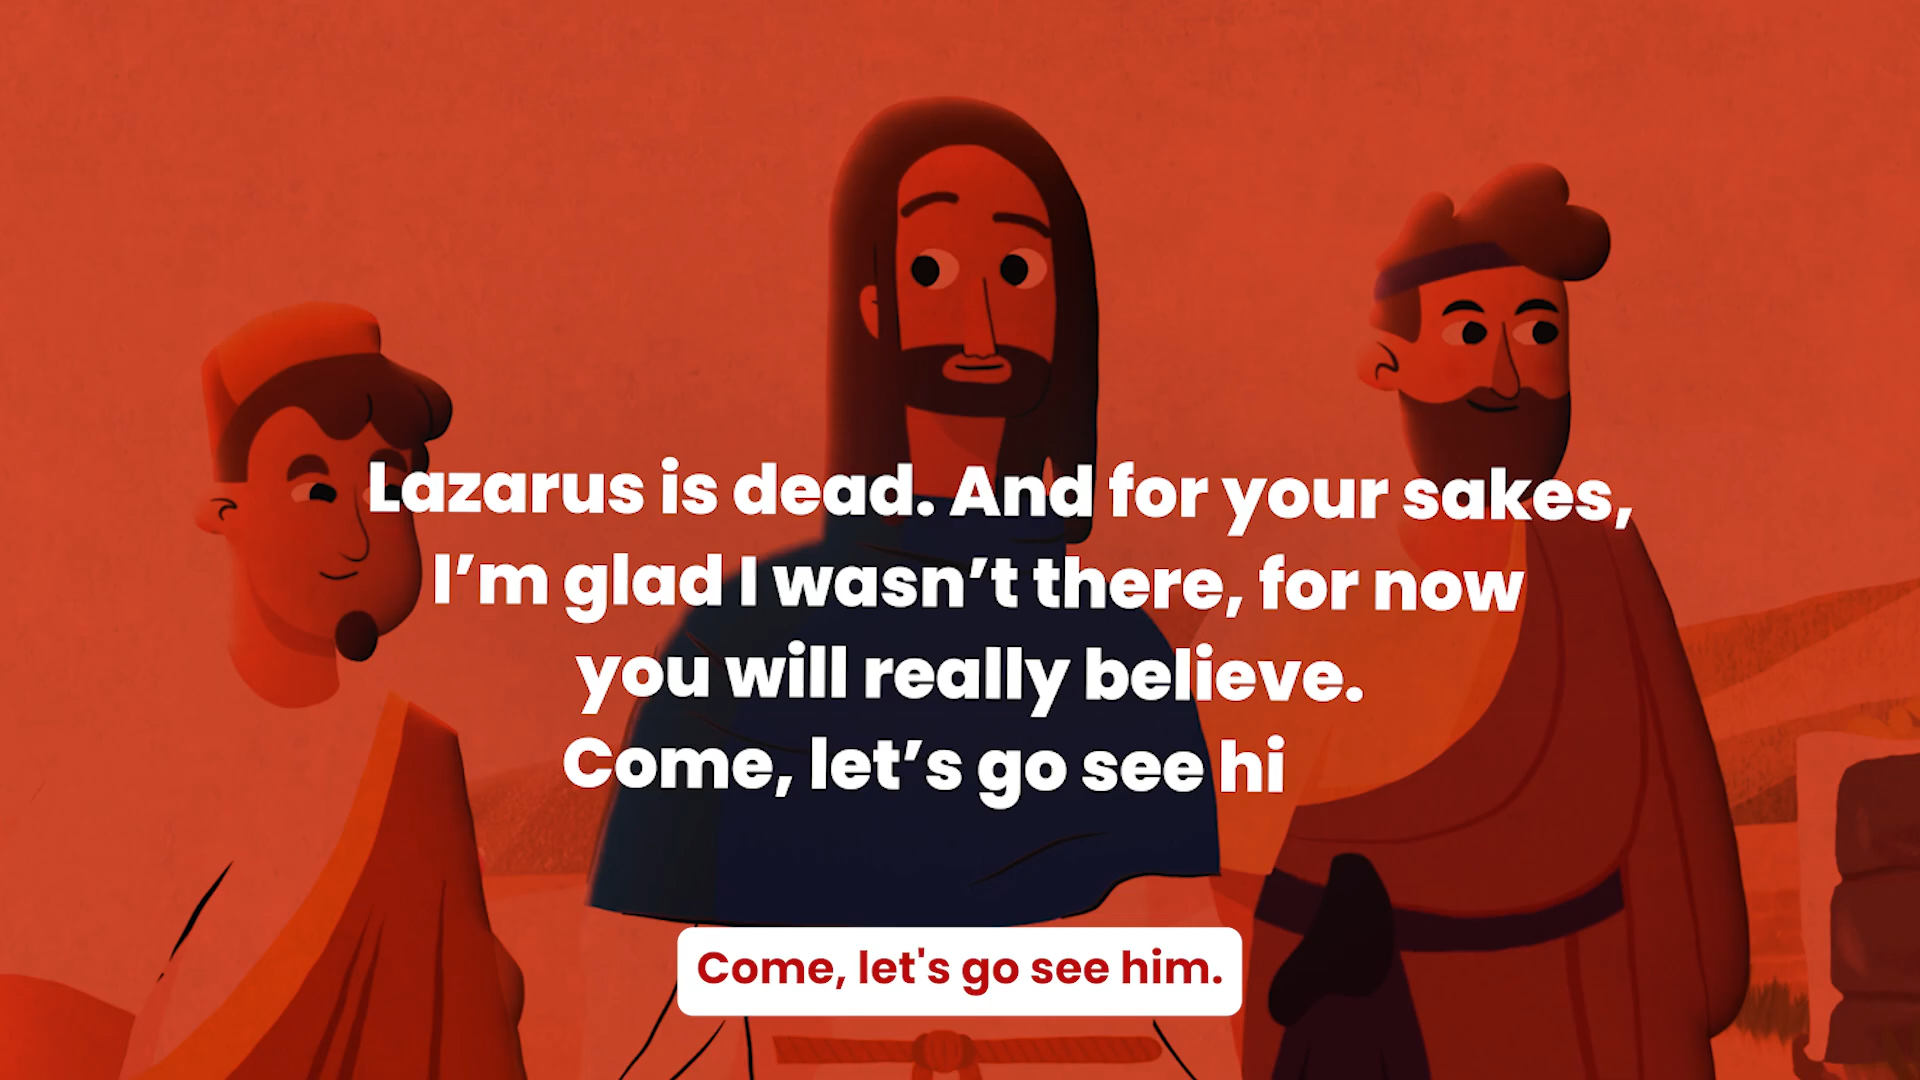 Lazarus is dead. And for your sakes,
I’m glad I wasn’t there, for now
you will really believe.
Come, let’s go see hi
Come, let's go see him.